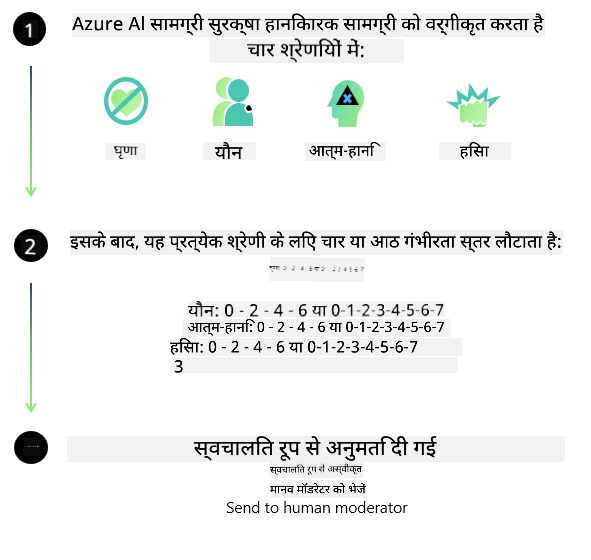 1
Azure AI सामग्री सुरक्षा हानिकारक सामग्री को वर्गीकृत करता है
चार श्रेणियों में:
घृणा यौन आत्म-हानि हिंसा
2
इसके बाद, यह प्रत्येक श्रेणी के लिए चार या आठ गंभीरता स्तर लौटाता है:
यौन: 0 - 2 - 4 - 6 या 0-1-2-3-4-5-6-7
आत्म-हानि: 0 - 2 - 4 - 6 या 0-1-2-3-4-5-6-7
हिंसा: 0 - 2 - 4 - 6 या 0-1-2-3-4-5-6-7
3
स्वचालित रूप से अनुमति दी गई
स्वचालित रूप से अस्वीकृत
मानव मॉडरेटर को भेजें
Send to human moderator